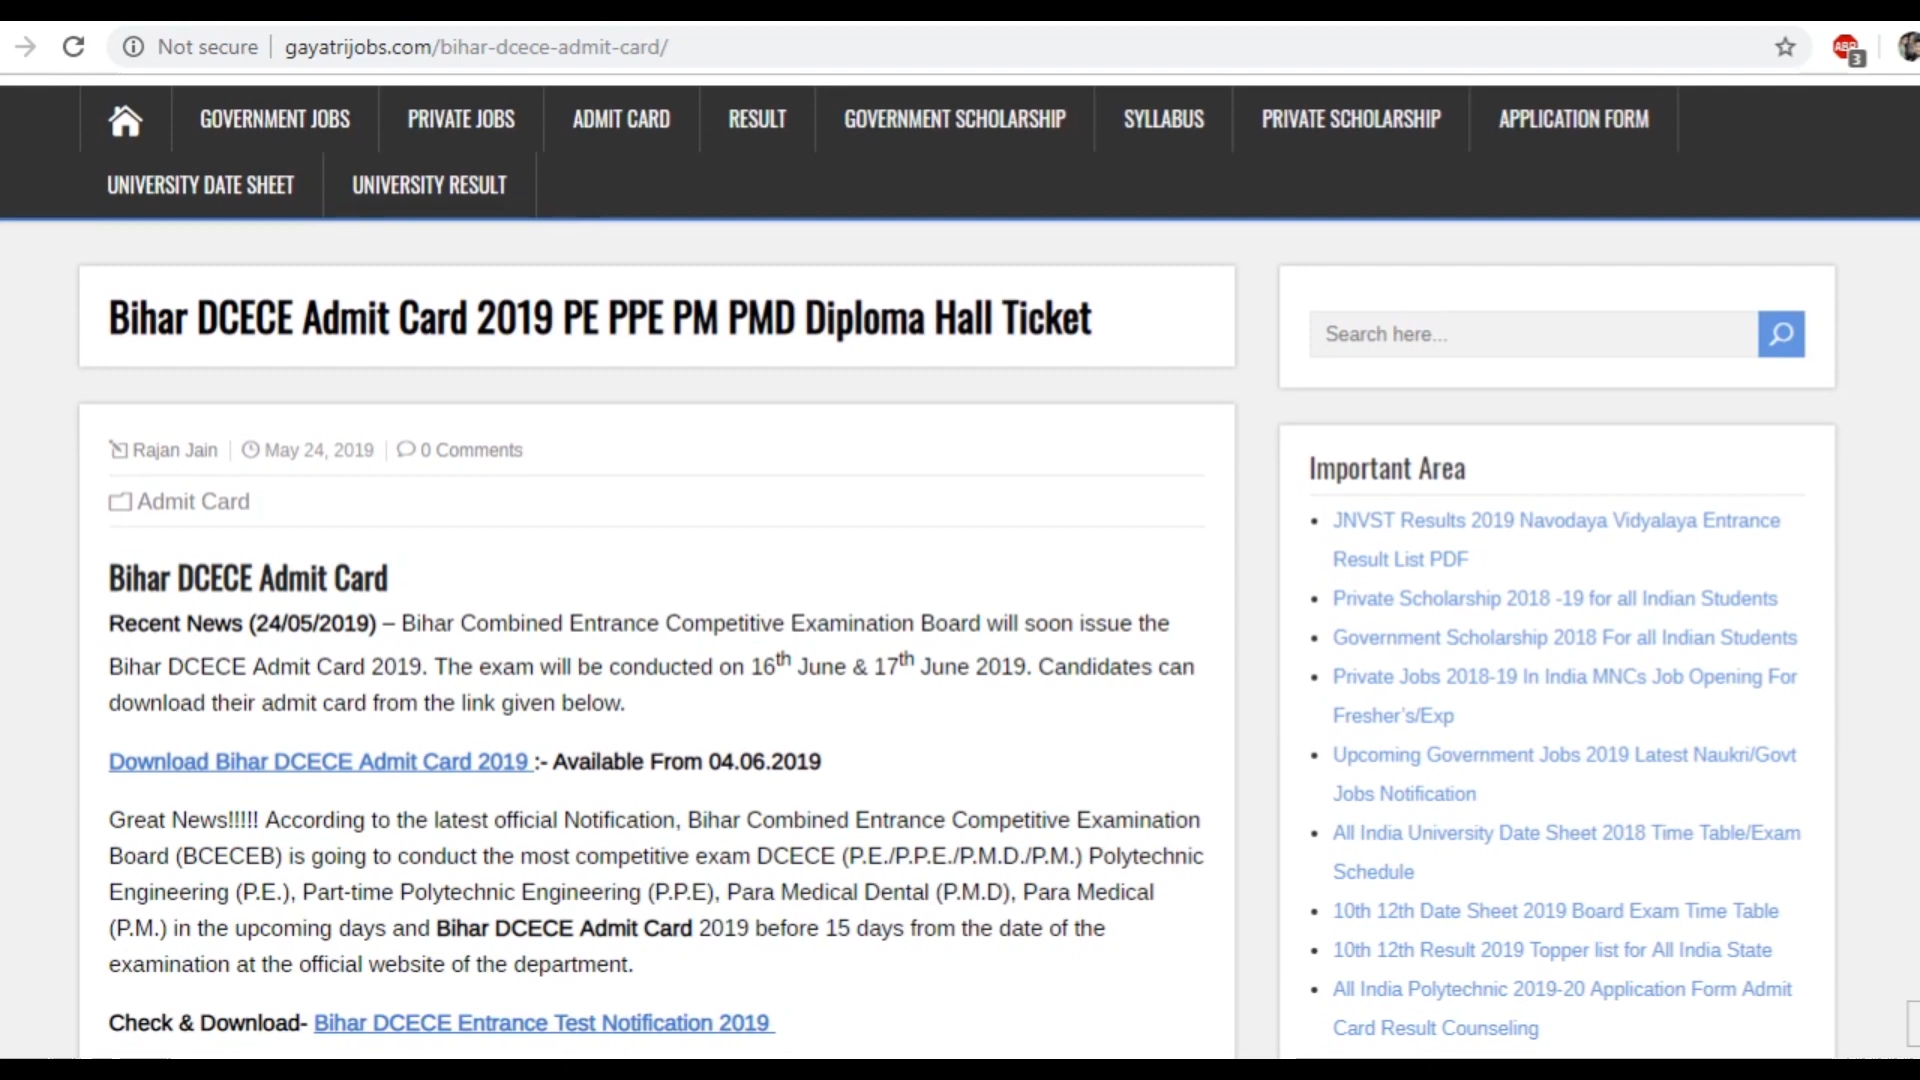 Not secure gayatrijobs.com/bihar-dcece-admit-card/
ABP
3
GOVERNMENT JOBS PRIVATE JOBS ADMIT CARD RESULT GOVERNMENT SCHOLARSHIP SYLLABUS PRIVATE SCHOLARSHIP APPLICATION FORM
UNIVERSITY DATE SHEET UNIVERSITY RESULT
Bihar DCECE Admit Card 2019 PE PPE PM PMD Diploma Hall Ticket
Rajan Jain May 24, 2019 0 Comments
Admit Card
Bihar DCECE Admit Card
Recent News (24/05/2019) – Bihar Combined Entrance Competitive Examination Board will soon issue the
Bihar DCECE Admit Card 2019. The exam will be conducted on 16th June & 17th June 2019. Candidates can
download their admit card from the link given below.
Download Bihar DCECE Admit Card 2019 :- Available From 04.06.2019
Great News!!!!! According to the latest official Notification, Bihar Combined Entrance Competitive Examination
Board (BCECEB) is going to conduct the most competitive exam DCECE (P.E./P.P.E./P.M.D./P.M.) Polytechnic
Engineering (P.E.), Part-time Polytechnic Engineering (P.P.E), Para Medical Dental (P.M.D), Para Medical
(P.M.) in the upcoming days and Bihar DCECE Admit Card 2019 before 15 days from the date of the
examination at the official website of the department.
Check & Download- Bihar DCECE Entrance Test Notification 2019
Search here...
Important Area
JNVST Results 2019 Navodaya Vidyalaya Entrance
Result List PDF
Private Scholarship 2018 -19 for all Indian Students
Government Scholarship 2018 For all Indian Students
Private Jobs 2018-19 In India MNCs Job Opening For
Fresher's/Exp
Upcoming Government Jobs 2019 Latest Naukri/Govt
Jobs Notification
All India University Date Sheet 2018 Time Table/Exam
Schedule
10th 12th Date Sheet 2019 Board Exam Time Table
10th 12th Result 2019 Topper list for All India State
All India Polytechnic 2019-20 Application Form Admit
Card Result Counseling